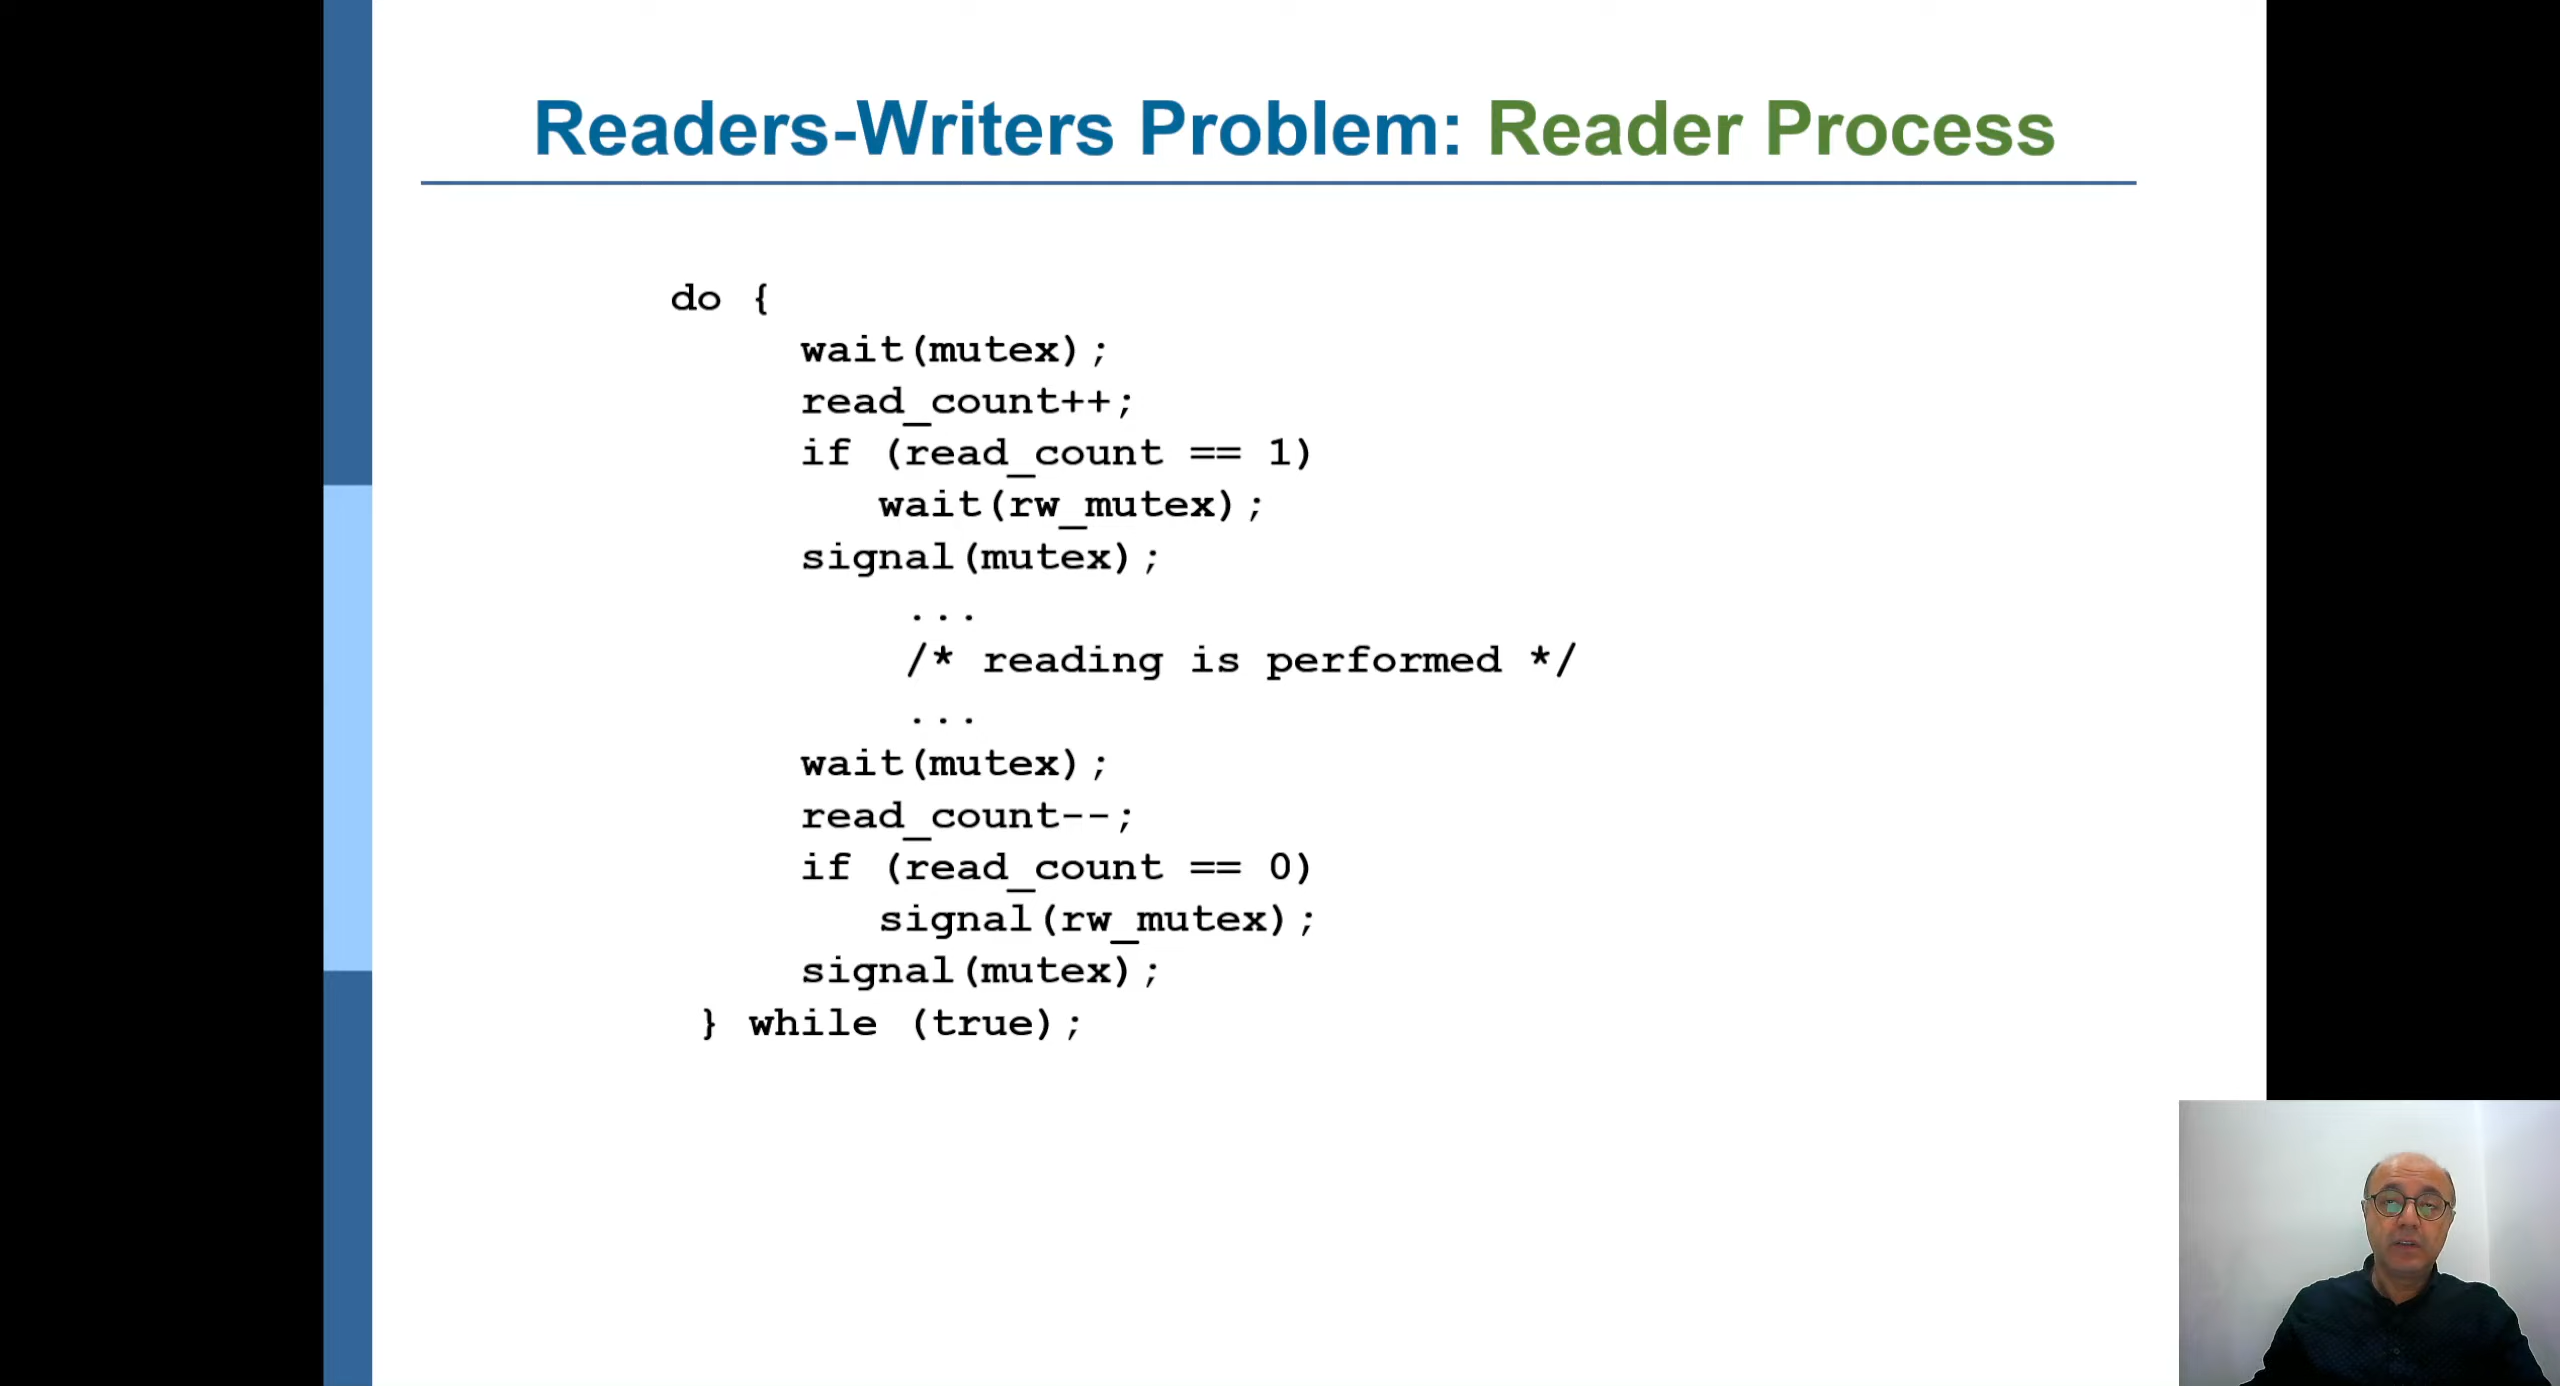 Readers-Writers Problem: Reader Process
do {
wait(mutex);
read_count++;
if (read_count == 1)
wait(rw_mutex);
signal(mutex);
...
/* reading is performed */
...
wait(mutex);
read_count--;
if (read_count == 0)
signal(rw_mutex);
signal(mutex);
} while (true);